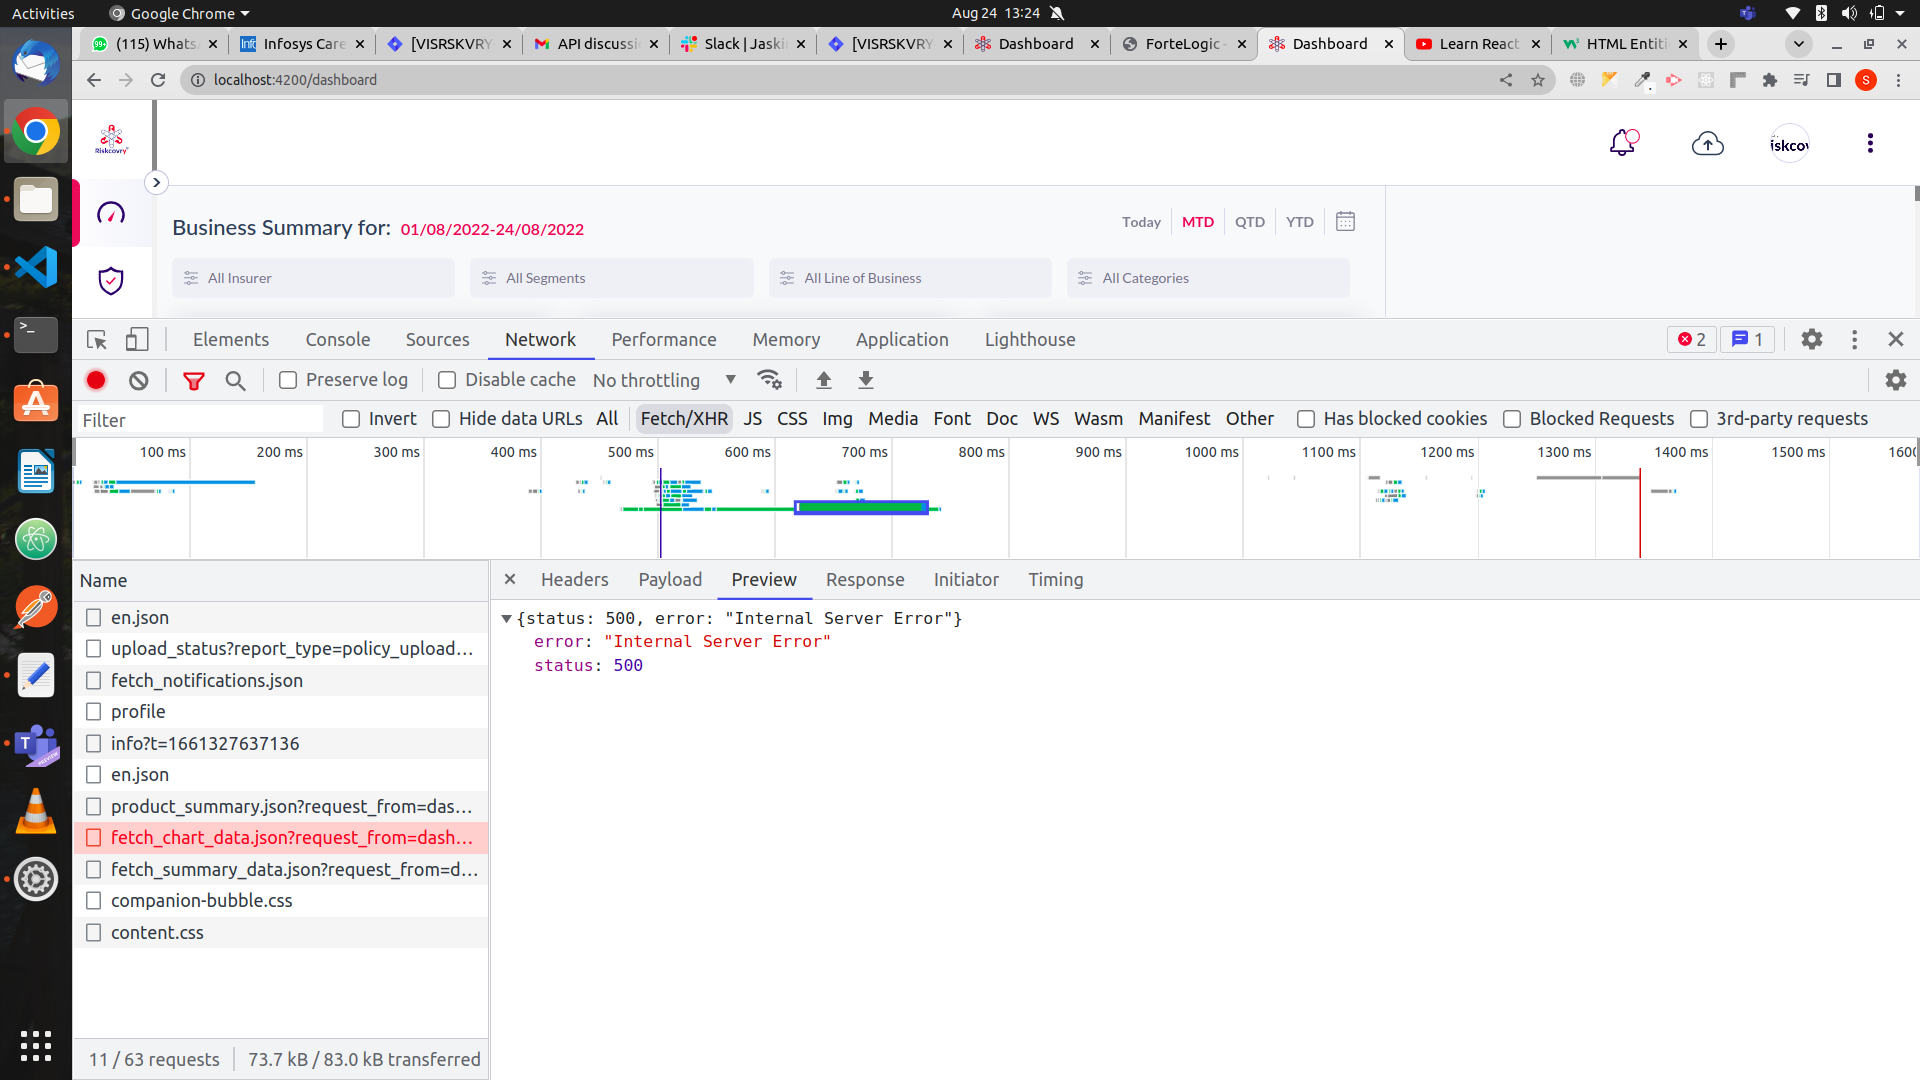 Activities
Google Chrome
Aug 24 13:24
(115) Whats
Infosys Care
[VISRSKVRY
API discussi
Slack | Jaski
[VISRSKVRY
Dashboard
ForteLogic -
Dashboard
Learn React
HTML Entiti
localhost:4200/dashboard
S
Riskcovry
iskcov
Business Summary for: 01/08/2022-24/08/2022
Today
MTD
QTD
YTD
All Insurer
All Segments
All Line of Business
All Categories
Elements
Console
Sources
Network
Performance
Memory
Application
Lighthouse
2
1
Preserve log
Disable cache
No throttling
Filter
Invert
Hide data URLs
All
Fetch/XHR
JS
CSS
Img
Media
Font
Doc
WS
Wasm
Manifest
Other
Has blocked cookies
Blocked Requests
3rd-party requests
100 ms
200 ms
300 ms
400 ms
500 ms
600 ms
700 ms
800 ms
900 ms
1000 ms
1100 ms
1200 ms
1300 ms
1400 ms
1500 ms
Name
en.json
upload_status?report_type=policy_upload…
fetch_notifications.json
profile
info?t=1661327637136
en.json
product_summary.json?request_from=das…
fetch_chart_data.json?request_from=dash…
fetch_summary_data.json?request_from=d…
companion-bubble.css
content.css
11 / 63 requests
73.7 kB / 83.0 kB transferred
Headers
Payload
Preview
Response
Initiator
Timing
{status: 500, error: "Internal Server Error"}
error: "Internal Server Error"
status: 500